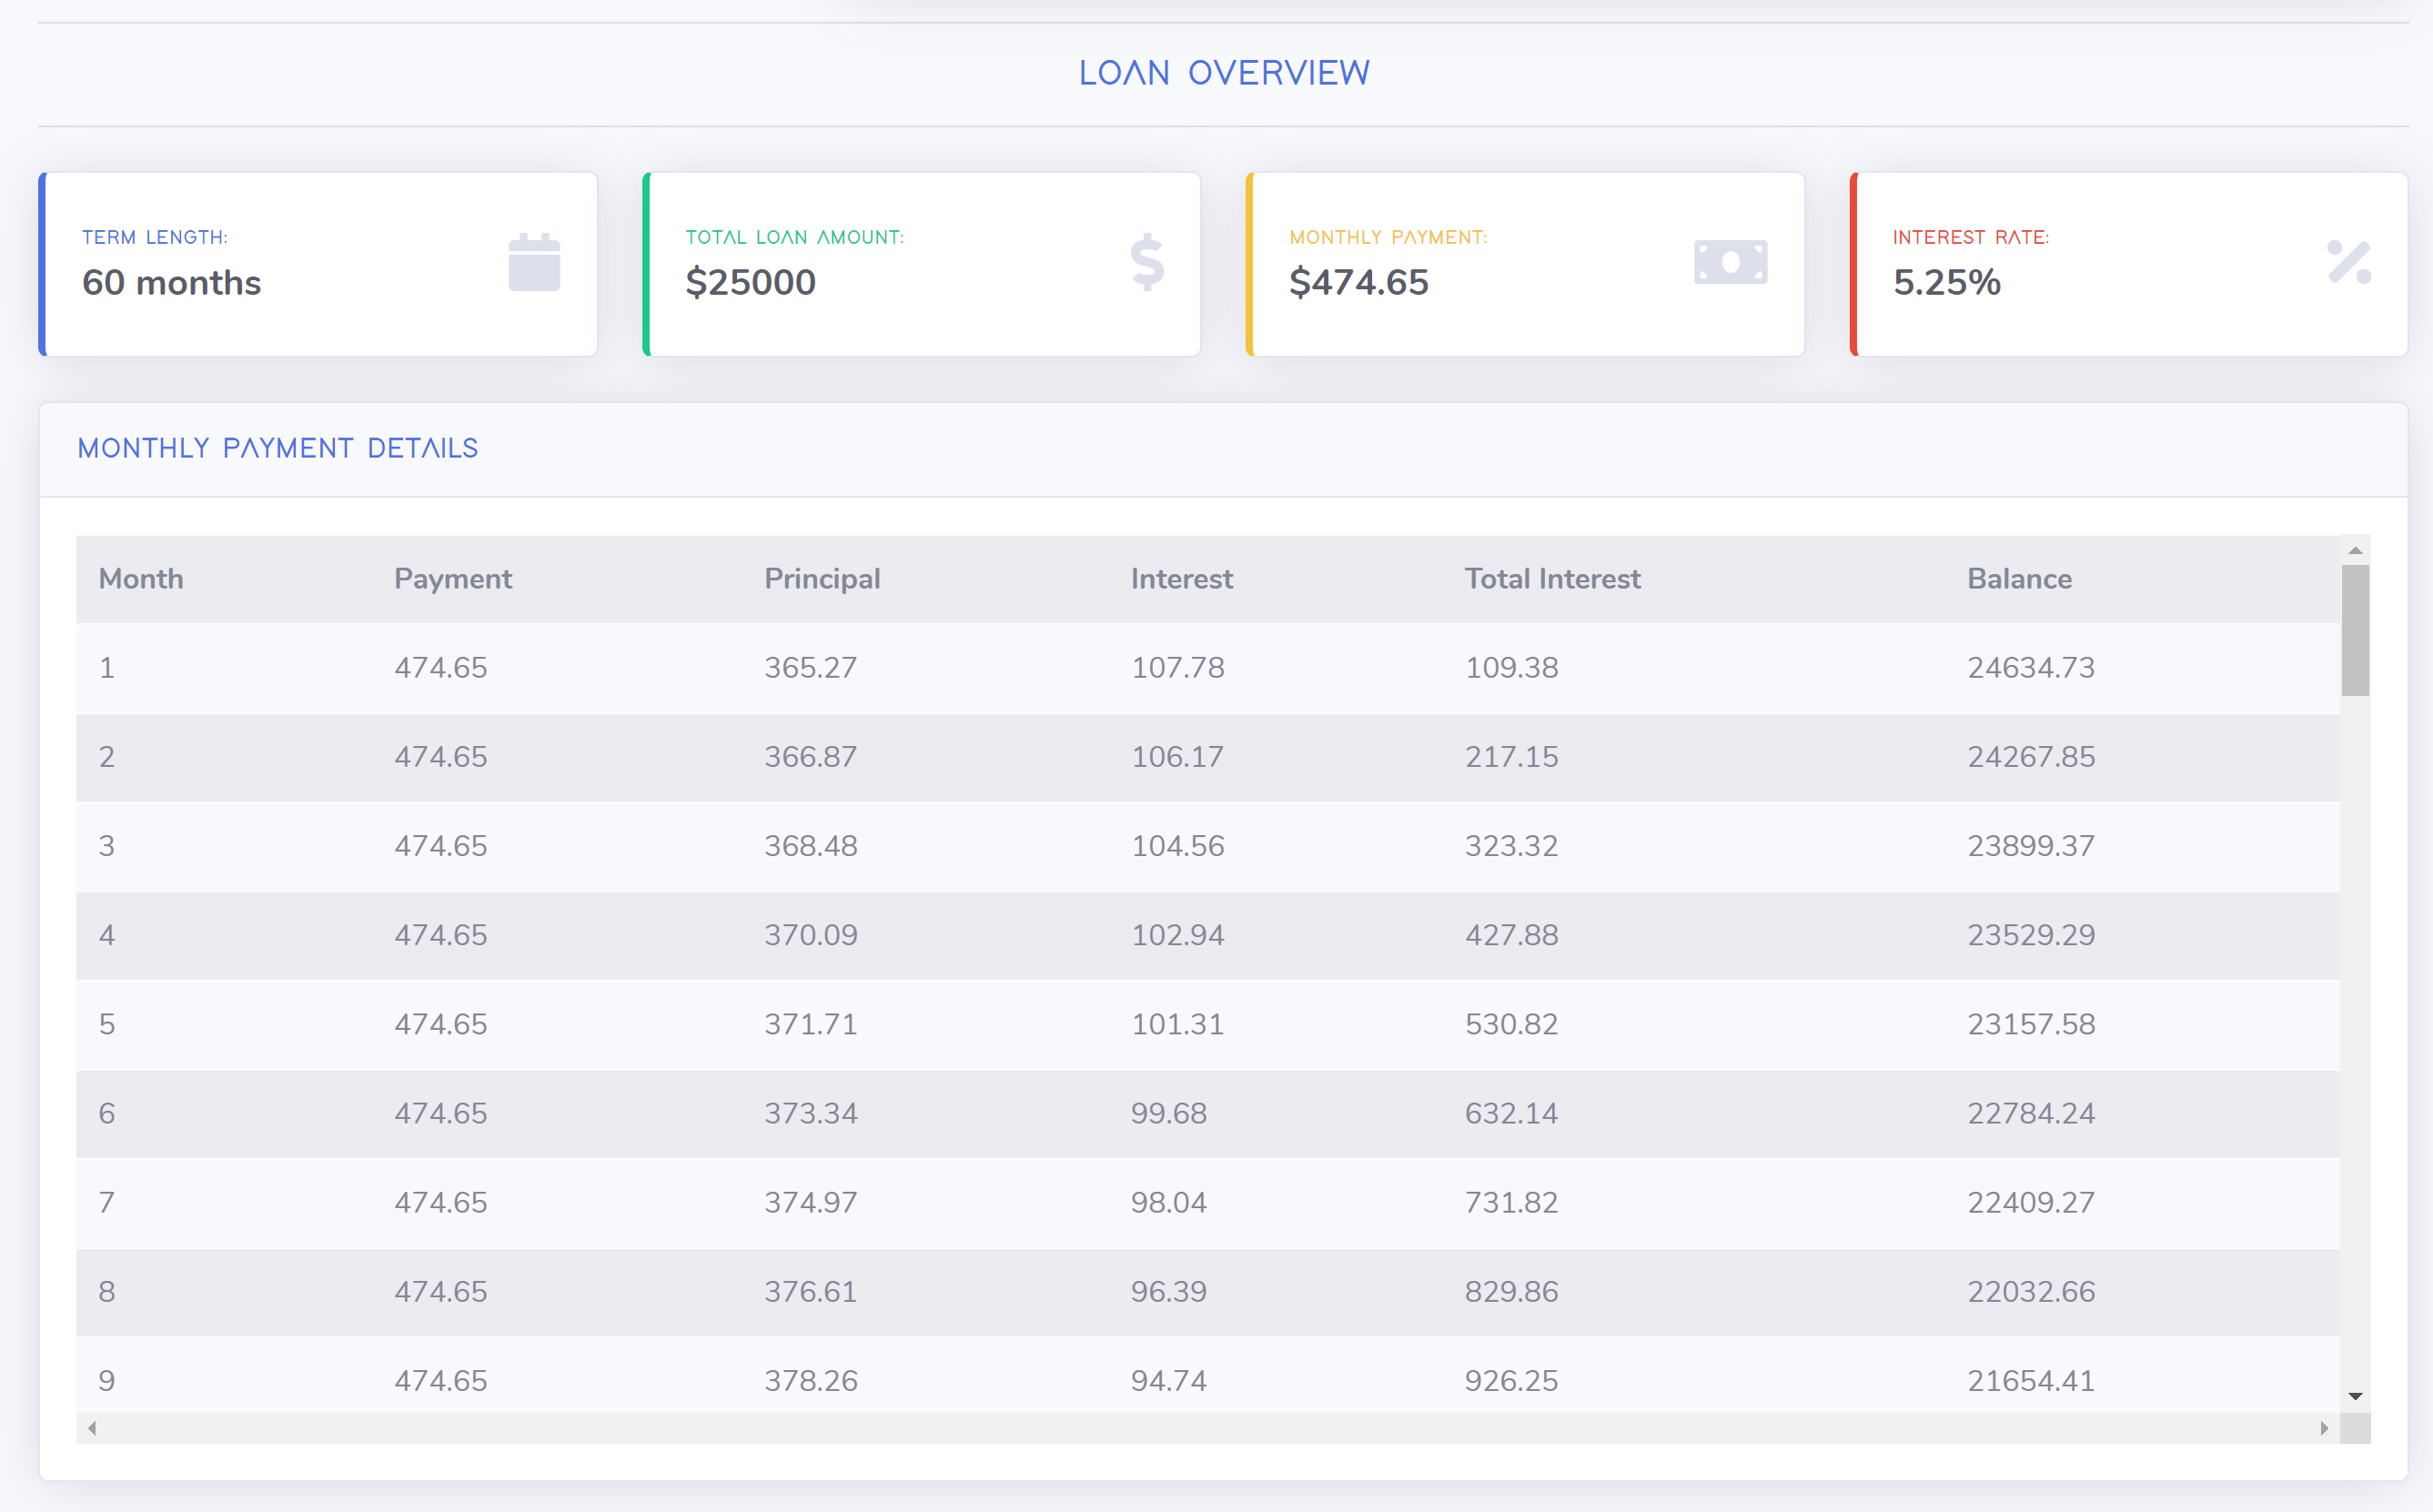 LOAN OVERVIEW
TERM LENGTH:
60 months
TOTAL LOAN AMOUNT:
$25000
MONTHLY PAYMENT:
$474.65
INTEREST RATE:
5.25%
MONTHLY PAYMENT DETAILS
Month Payment Principal Interest Total Interest Balance
1 474.65 365.27 107.78 109.38 24634.73
2 474.65 366.87 106.17 217.15 24267.85
3 474.65 368.48 104.56 323.32 23899.37
4 474.65 370.09 102.94 427.88 23529.29
5 474.65 371.71 101.31 530.82 23157.58
6 474.65 373.34 99.68 632.14 22784.24
7 474.65 374.97 98.04 731.82 22409.27
8 474.65 376.61 96.39 829.86 22032.66
9 474.65 378.26 94.74 926.25 21654.41